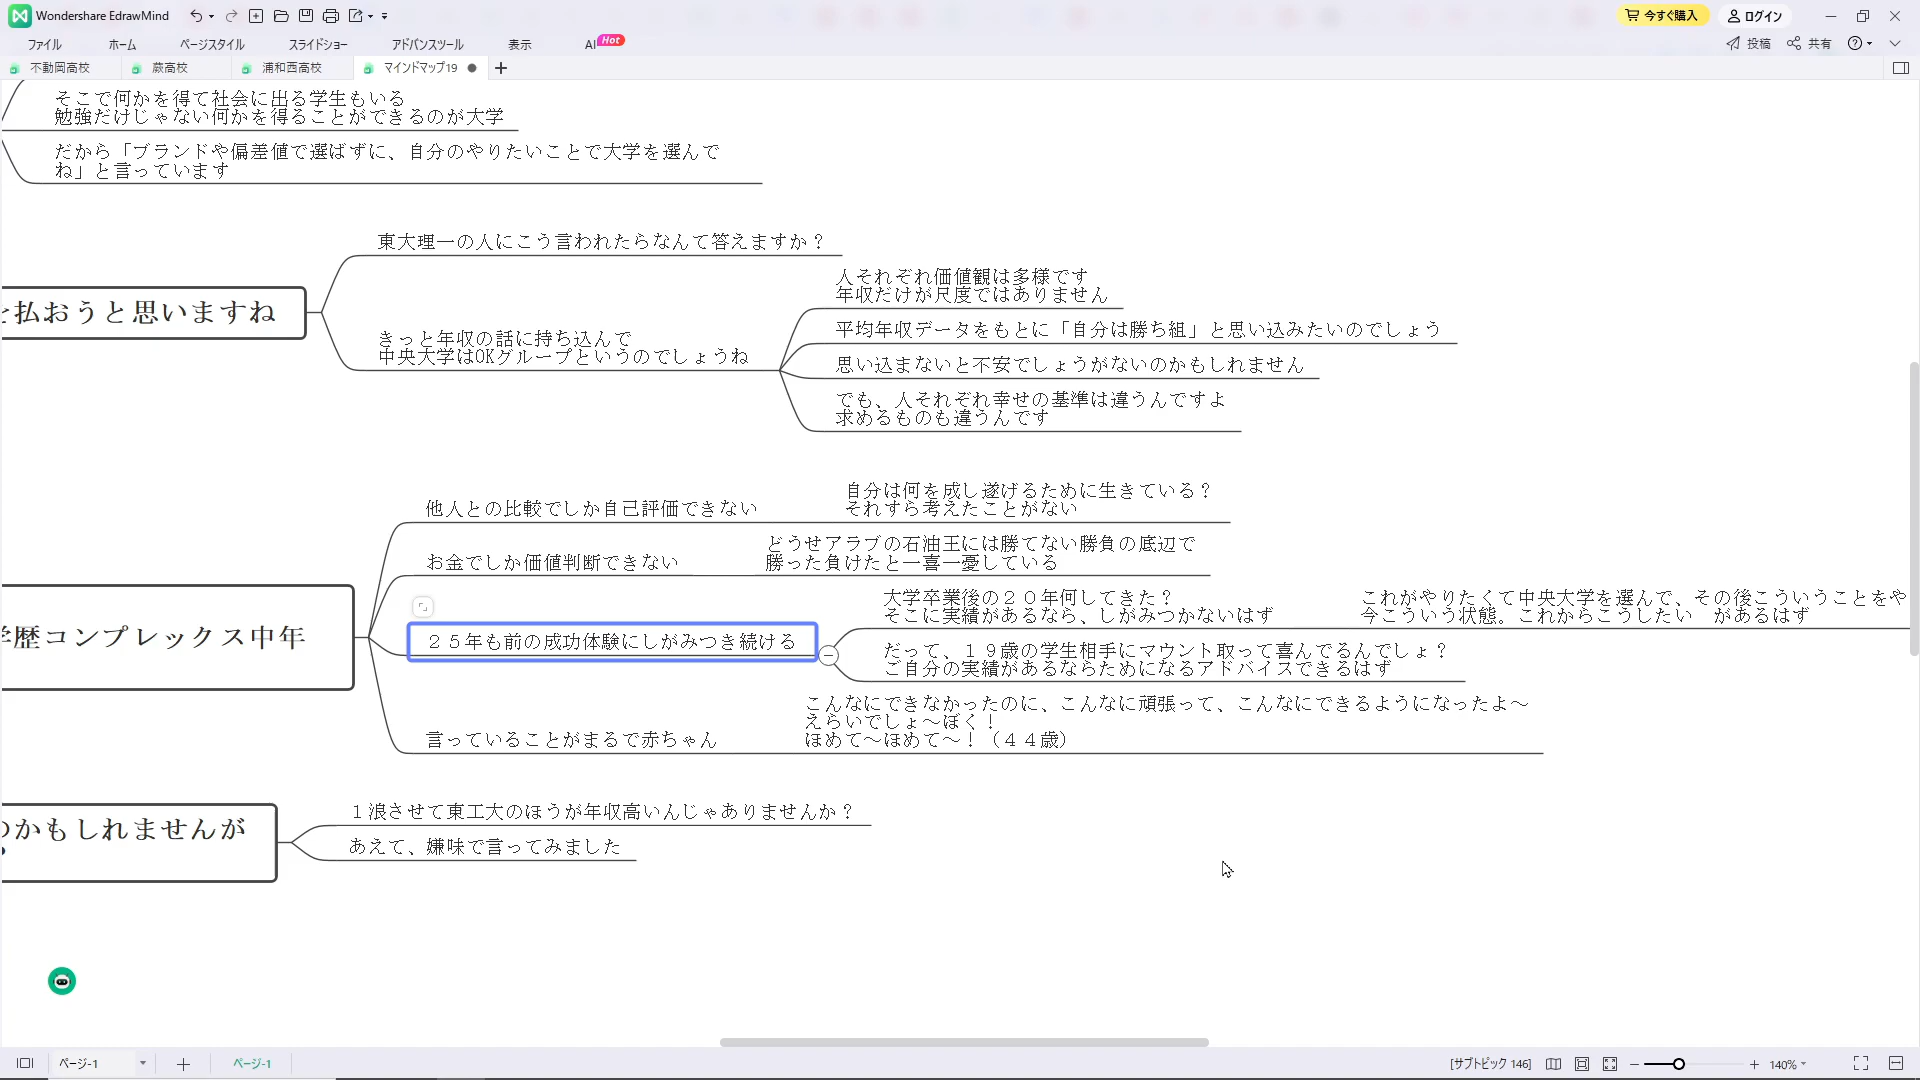 Wondershare EdrawMind
今すぐ購入
ログイン
ファイル
ホーム
ページスタイル
スライドショー
アドバンスツール
表示
AI
Hot
投稿
共有
不動岡高校
蕨高校
浦和西高校
マインドマップ19
そこで何かを得て社会に出る学生もいる
勉強だけじゃない何かを得ることができるのが大学
だから「ブランドや偏差値で選ばずに、自分のやりたいことで大学を選んで
ね」と言っています
東大理一の人にこう言われたらなんて答えますか？
人それぞれ価値観は多様です
年収だけが尺度ではありません
を払おうと思いますね
平均年収データをもとに「自分は勝ち組」と思い込みたいのでしょう
きっと年収の話に持ち込んで
中央大学はOKグループというのでしょうね
思い込まないと不安でしょうがないのかもしれません
でも、人それぞれ幸せの基準は違うんですよ
求めるものも違うんです
他人との比較でしか自己評価できない
自分は何を成し遂げるために生きている？
それすら考えたことがない
お金でしか価値判断できない
どうせアラブの石油王には勝てない勝負の底辺で
勝った負けたと一喜一憂している
大学卒業後の２０年何してきた？
そこに実績があるなら、しがみつかないはず
これがやりたくて中央大学を選んで、その後こういうことをや
今こういう状態。これからこうしたい　があるはず
学歴コンプレックス中年
２５年も前の成功体験にしがみつき続ける
だって、１９歳の学生相手にマウント取って喜んでるんでしょ？
ご自分の実績があるならためになるアドバイスできるはず
言っていることがまるで赤ちゃん
こんなにできなかったのに、こんなに頑張って、こんなにできるようになったよ～
えらいでしょ～ぼく！
ほめて～ほめて～！（４４歳）
のかもしれませんが
１浪させて東工大のほうが年収高いんじゃありませんか？
あえて、嫌味で言ってみました
ページ-1
ページ-1
[サブトピック 146]
140%